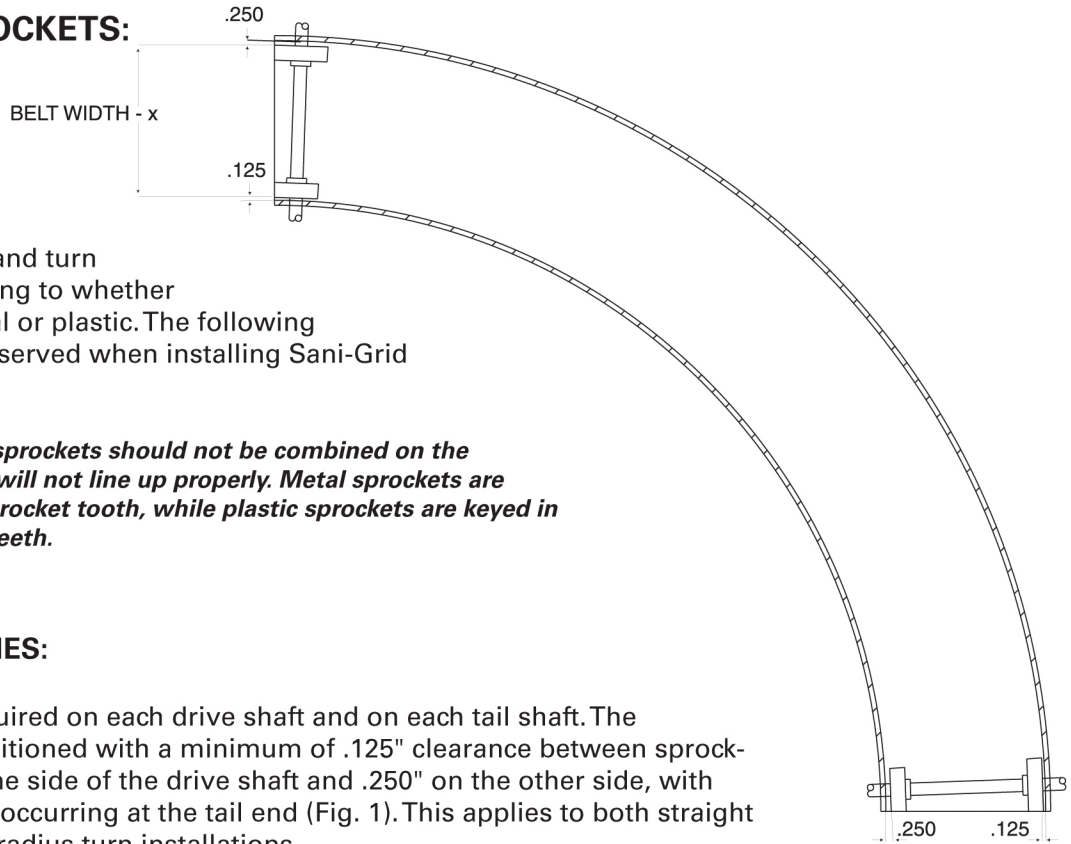 OCKETS:
.250
BELT WIDTH - x
.125
and turn
ng to whether
l or plastic. The following
served when installing Sani-Grid
sprockets should not be combined on the
will not line up properly. Metal sprockets are
rocket tooth, while plastic sprockets are keyed in
eeth.
IES:
uired on each drive shaft and on each tail shaft. The
itioned with a minimum of .125" clearance between sprock-
ne side of the drive shaft and .250" on the other side, with
occurring at the tail end (Fig. 1). This applies to both straight
radius turn installations
.250
.125